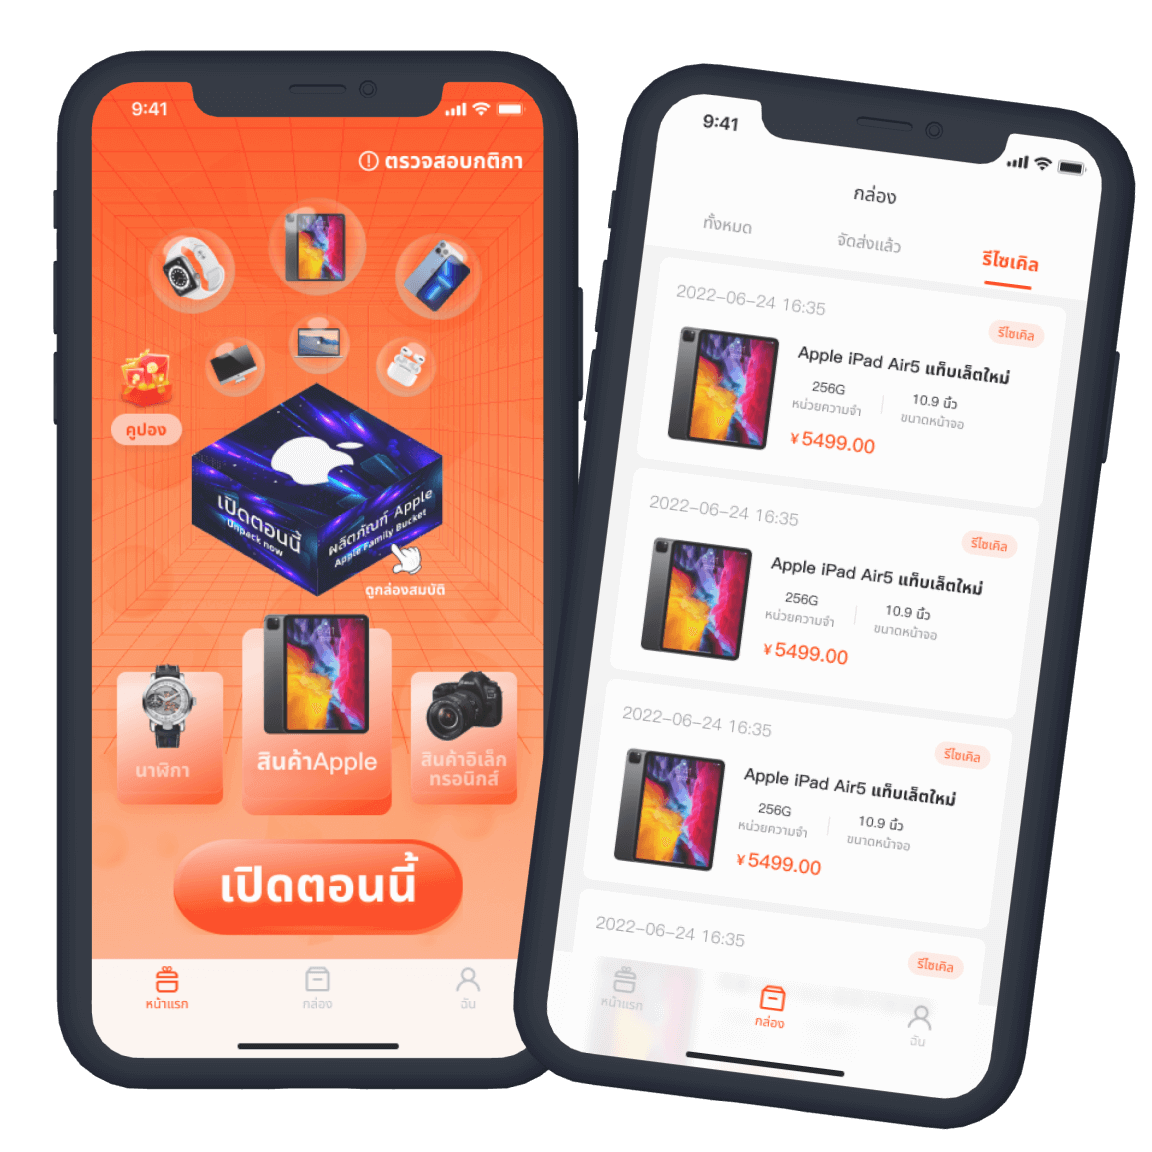 9:41
ตรวจสอบกติกา
คูปอง
เปิดตอนนี้
Unpack now
ผลิตภัณฑ์ Apple
Apple Family Bucket
ดูกล่องสมบัติ
นาฬิกา
สินค้าApple
สินค้าอิเล็ก
ทรอนิกส์
เปิดตอนนี้
หน้าแรก
กล่อง
ฉัน
9:41
กล่อง
ทั้งหมด
จัดส่งแล้ว
รีไซเคิล
2022-06-24 16:35
รีไซเคิล
Apple iPad Air5 แท็บเล็ตใหม่
256G
10.9 นิ้ว
หน่วยความจำ
ขนาดหน้าจอ
¥5499.00
2022-06-24 16:35
รีไซเคิล
Apple iPad Air5 แท็บเล็ตใหม่
256G
10.9 นิ้ว
หน่วยความจำ
ขนาดหน้าจอ
¥5499.00
2022-06-24 16:35
รีไซเคิล
Apple iPad Air5 แท็บเล็ตใหม่
256G
10.9 นิ้ว
หน่วยความจำ
ขนาดหน้าจอ
¥5499.00
2022-06-24 16:35
รีไซเคิล
หน้าแรก
กล่อง
ฉัน